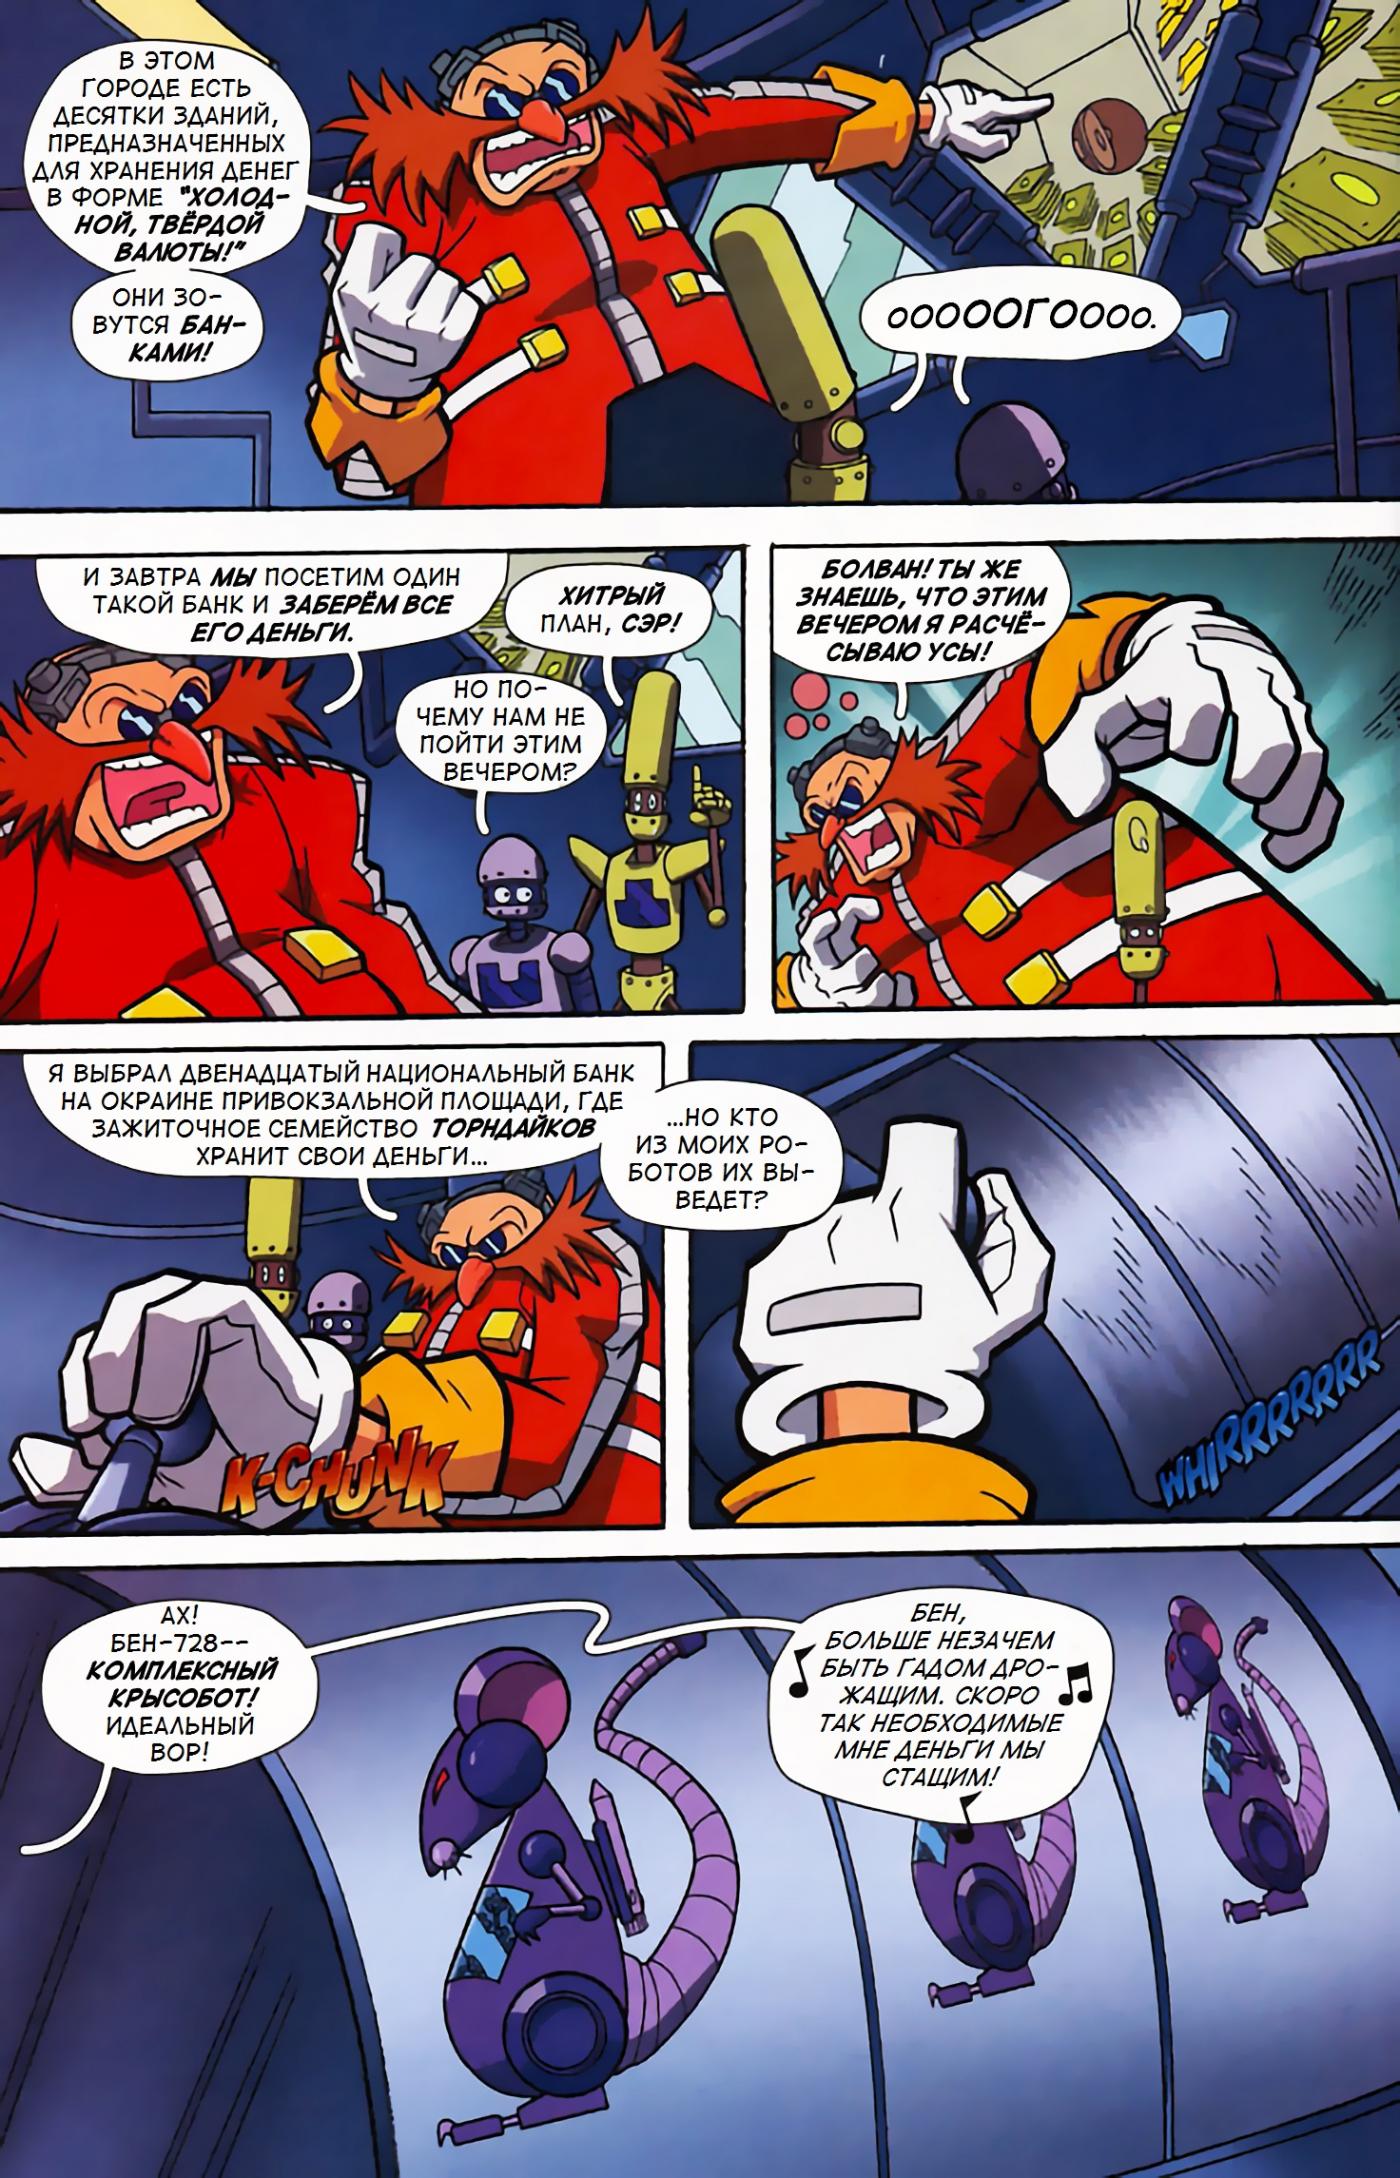 В ЭТОМ
ГОРОДЕ ЕСТЬ
ДЕСЯТКИ ЗДАНИЙ,
ПРЕДНАЗНАЧЕННЫХ
ДЛЯ ХРАНЕНИЯ ДЕНЕГ
В ФОРМЕ "ХОЛОД-
НОЙ, ТВЁРДОЙ
ВАЛЮТЫ!"
ОНИ ЗО-
ВУТСЯ БАН-
КАМИ!
ОООООГОООО.
И ЗАВТРА МЫ ПОСЕТИМ ОДИН
ТАКОЙ БАНК И ЗАБЕРЁМ ВСЕ
ЕГО ДЕНЬГИ.
ХИТРЫЙ
ПЛАН, СЭР!
НО ПО-
ЧЕМУ НАМ НЕ
ПОЙТИ ЭТИМ
ВЕЧЕРОМ?
БОЛВАН! ТЫ ЖЕ
ЗНАЕШЬ, ЧТО ЭТИМ
ВЕЧЕРОМ Я РАСЧЁ-
СЫВАЮ УСЫ!
Я ВЫБРАЛ ДВЕНАДЦАТЫЙ НАЦИОНАЛЬНЫЙ БАНК
НА ОКРАИНЕ ПРИВОКЗАЛЬНОЙ ПЛОЩАДИ, ГДЕ
ЗАЖИТОЧНОЕ СЕМЕЙСТВО ТОРНДАЙКОВ
ХРАНИТ СВОИ ДЕНЬГИ...
K-CHUNK
...НО КТО
ИЗ МОИХ РО-
БОТОВ ИХ ВЫ-
ВЕДЕТ?
WHIRRRRRRR
АХ!
БЕН-728--
КОМПЛЕКСНЫЙ
КРЫСОБОТ!
ИДЕАЛЬНЫЙ
ВОР!
БЕН,
БОЛЬШЕ НЕЗАЧЕМ
БЫТЬ ГАДОМ ДРО-
ЖАЩИМ. СКОРО
ТАК НЕОБХОДИМЫЕ
МНЕ ДЕНЬГИ МЫ
СТАЩИМ!